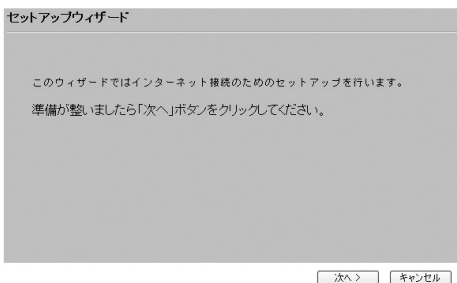 セットアップウィザード
このウィザードではインターネット接続のためのセットアップを行います。
準備が整いましたら「次へ」ボタンをクリックしてください。
次へ >
キャンセル